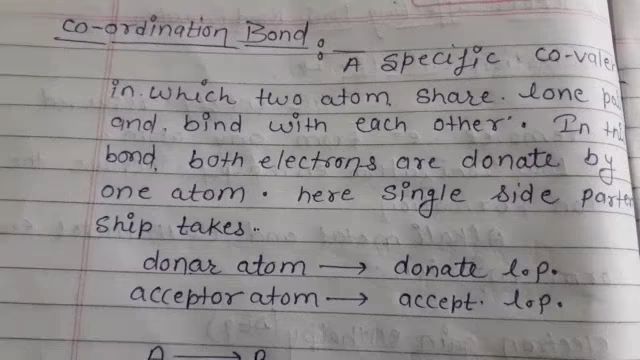 co-ordination Bond :
A specific co-valen
in which two atom share. lone pa
and. bind with each other. In thi
bond, both electrons are donate by
one atom. here single side parter
ship takes..
donar atom → donate l.o.p.
acceptor atom → accept. l.o.p.
A → B